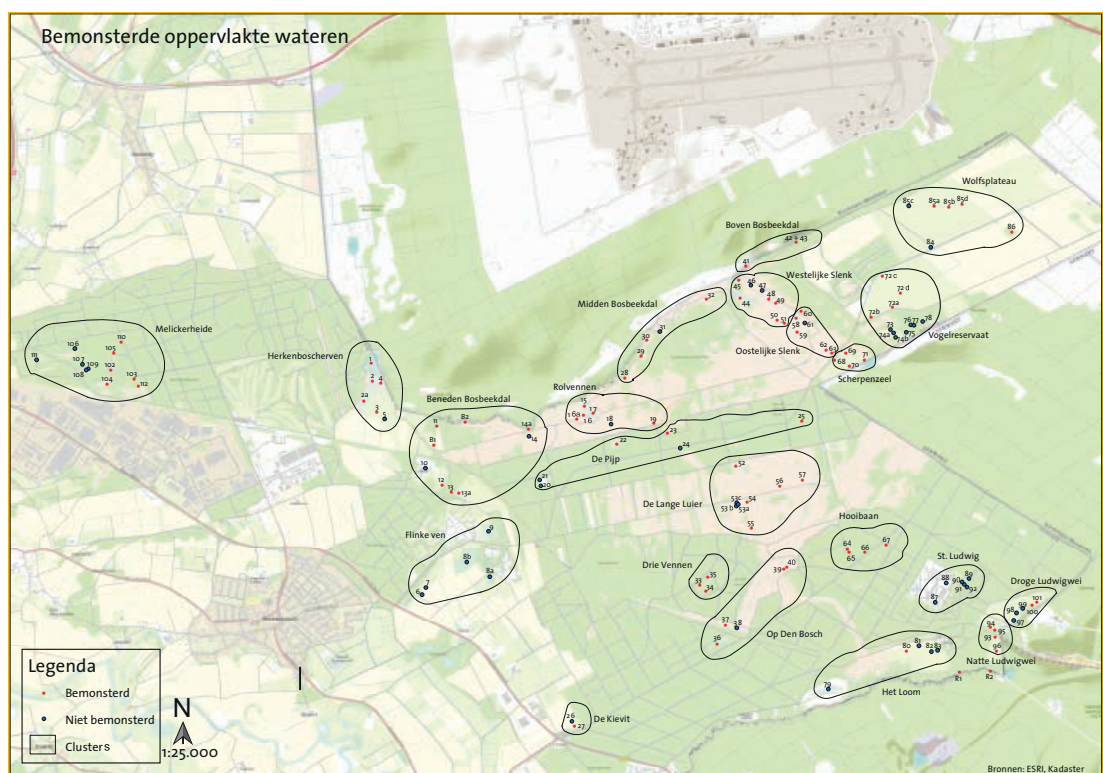 Bemonsterde oppervlakte wateren
Wolfsplateau
85c
85a
85b
85d
86
84
Boven Bosbeekdal
42
43
41
Westelijke Slenk
45
46
47
44
48
49
50
51
72 c
72 d
72a
72b
73
74a
74b
75
76
77
78
Vogelreservaat
Midden Bosbeekdal
32
31
30
29
28
60
61
58
59
62
63
Oostelijke Slenk
68
69
70
71
Scherpenzeel
Melickerheide
110
106
105
111
107
109
108
102
103
104
112
Herkenboscherven
1
2
4
2a
3
5
Beneden Bosbeekdal
11
B2
14a
14
B1
10
12
13
13a
Rolvennen
15
16a
16
17
18
19
De Pijp
20
21
22
23
24
25
52
57
56
De Lange Luier
53c
54
53 b
53a
55
Flinke ven
9
8b
8a
7
6
Hooibaan
64
65
66
67
Drie Vennen
35
33
34
40
39
37
38
36
Op Den Bosch
St. Ludwig
88
90
89
91
92
87
Droge Ludwigwei
101
99
98
100
97
94
95
93
96
Natte Ludwigwei
80
81
82
83
79
Het Loom
R1
R2
26
27
De Kievit
Legenda
Bemonsterd
Niet bemonsterd
Clusters
N
1:25.000
Bronnen: ESRI, Kadaster